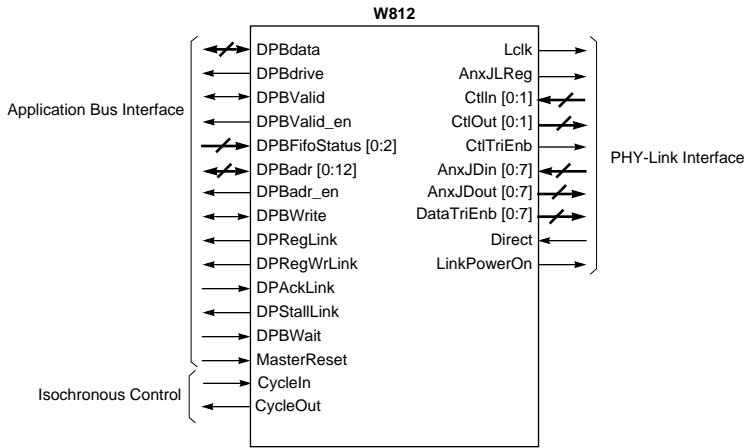 W812
Application Bus Interface
DPBdata
DPBdrive
DPBValid
DPBValid_en
DPBFifoStatus [0:2]
DPBadr [0:12]
DPBadr_en
DPBWrite
DPRegLink
DPRegWrLink
DPAckLink
DPStallLink
DPBWait
MasterReset
Isochronous Control
CycleIn
CycleOut
Lclk
AnxJLReg
CtlIn [0:1]
CtlOut [0:1]
CtlTriEnb
AnxJDin [0:7]
AnxJDout [0:7]
DataTriEnb [0:7]
Direct
LinkPowerOn
PHY-Link Interface